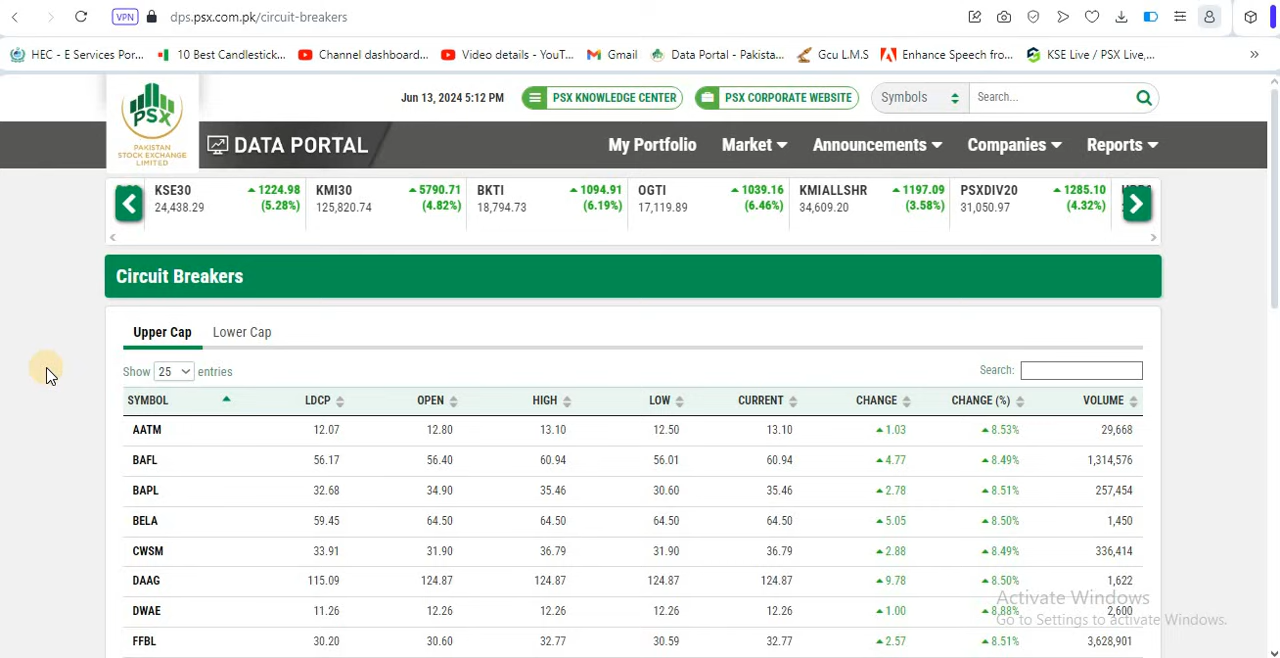 VPN dps.psx.com.pk/circuit-breakers
HEC - E Services Por... 10 Best Candlestick... Channel dashboard... Video details - YouT... Gmail Data Portal - Pakista... Gcu L.M.S Enhance Speech fro... KSE Live / PSX Live,... »
PSX
PAKISTAN
STOCK EXCHANGE
LIMITED
Jun 13, 2024 5:12 PM PSX KNOWLEDGE CENTER PSX CORPORATE WEBSITE Symbols Search...
DATA PORTAL My Portfolio Market Announcements Companies Reports
KSE30 1224.98 KMI30 5790.71 BKTI 1094.91 OGTI 1039.16 KMIALLSHR 1197.09 PSXDIV20 1285.10
24,438.29 (5.28%) 125,820.74 (4.82%) 18,794.73 (6.19%) 17,119.89 (6.46%) 34,609.20 (3.58%) 31,050.97 (4.32%)
Circuit Breakers
Upper Cap Lower Cap
Show 25 entries Search:
SYMBOL LDCP OPEN HIGH LOW CURRENT CHANGE CHANGE (%) VOLUME
AATM 12.07 12.80 13.10 12.50 13.10 1.03 8.53% 29,668
BAFL 56.17 56.40 60.94 56.01 60.94 4.77 8.49% 1,314,576
BAPL 32.68 34.90 35.46 30.60 35.46 2.78 8.51% 257,454
BELA 59.45 64.50 64.50 64.50 64.50 5.05 8.50% 1,450
CWSM 33.91 31.90 36.79 31.90 36.79 2.88 8.49% 336,414
DAAG 115.09 124.87 124.87 124.87 124.87 9.78 8.50% 1,622
DWAE 11.26 12.26 12.26 12.26 12.26 1.00 8.88% 2,600
FFBL 30.20 30.60 32.77 30.59 32.77 2.57 8.51% 3,628,901
Activate Windows
Go to Settings to activate Windows.